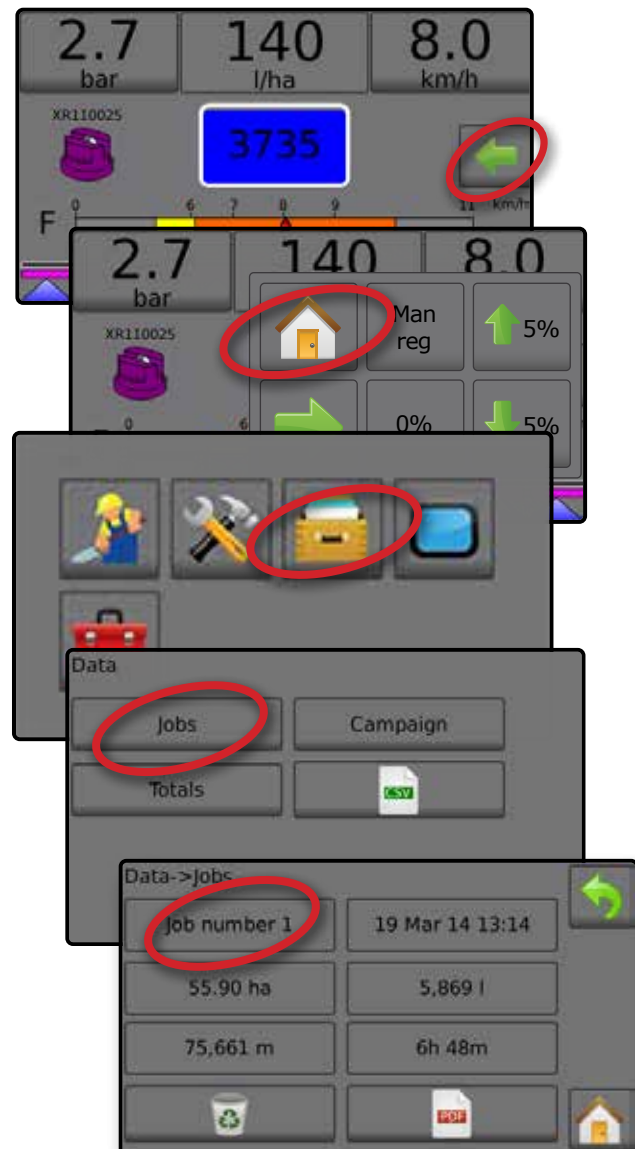 2.7 140 8.0
bar l/ha km/h
XR110025
3735
0 6 7 8 9 11 km/h
F
2.7 140 8.0
bar
XR110025
Man
reg
5%
0 6
0% 5%
Data
Jobs Campaign
Totals CSV
Data->Jobs
Job number 1 19 Mar 14 13:14
55.90 ha 5,869 l
75,661 m 6h 48m
PDF